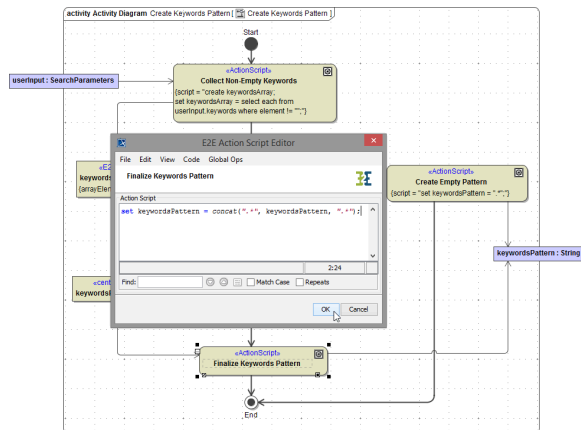 activity Activity Diagram Create Keywords Pattern [ Create Keywords Pattern ]
Start
«ActionScript»
Collect Non-Empty Keywords
{script = "create keywordsArray;
set keywordsArray = select each from
userInput.keywords where element != "";"}
userInput : SearchParameters
«E2
keywords
{arrayElem
E2E Action Script Editor
File Edit View Code Global Ops
Finalize Keywords Pattern
Action Script
set keywordsPattern = concat(".*", keywordsPattern, ".*");
2:24
Find: Match Case Repeats
OK Cancel
«ActionScript»
Create Empty Pattern
{script = "set keywordsPattern = ".*";"}
keywordsPattern : String
«cent
keywordsP
«ActionScript»
Finalize Keywords Pattern
End